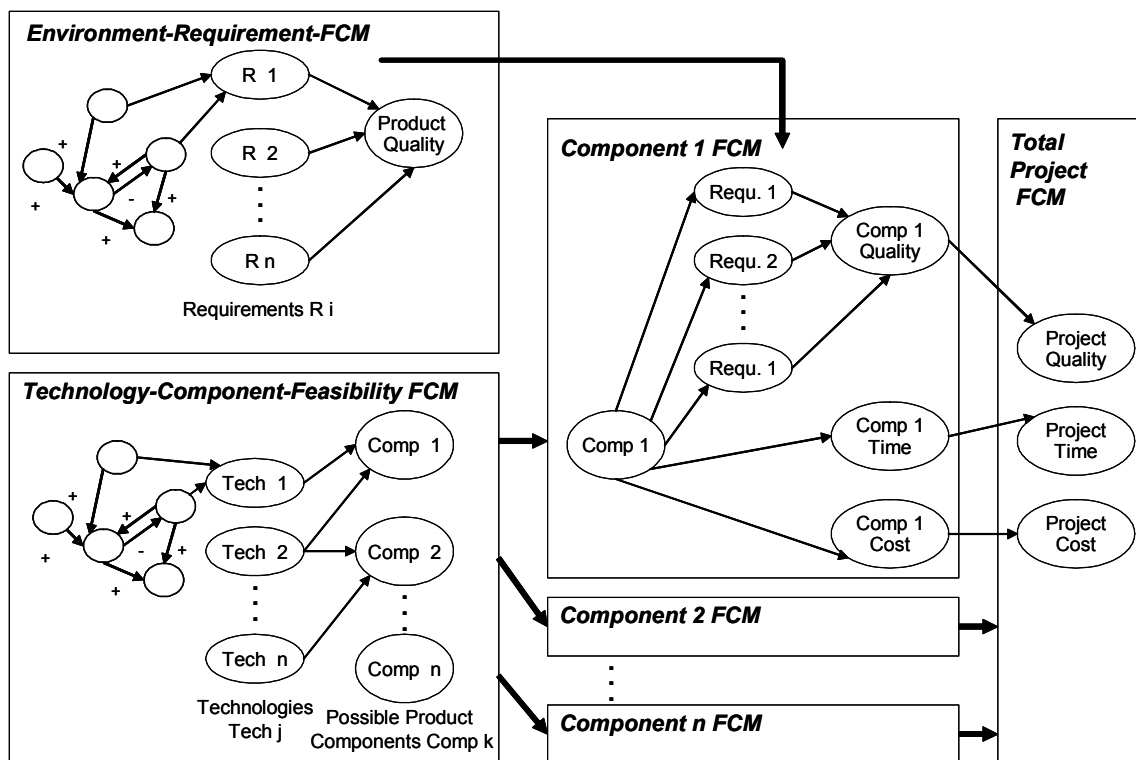 Environment-Requirement-FCM
R 1
R 2
R n
Product
Quality
+
+
-
+
+
+
Requirements R i
Technology-Component-Feasibility FCM
Tech 1
Tech 2
Tech n
Comp 1
Comp 2
Comp n
+
+
-
+
+
+
Technologies
Tech j
Possible Product
Components Comp k
Component 1 FCM
Requ. 1
Requ. 2
Requ. 1
Comp 1
Quality
Comp 1
Comp 1
Time
Comp 1
Cost
Component 2 FCM
Component n FCM
Total
Project
FCM
Project
Quality
Project
Time
Project
Cost